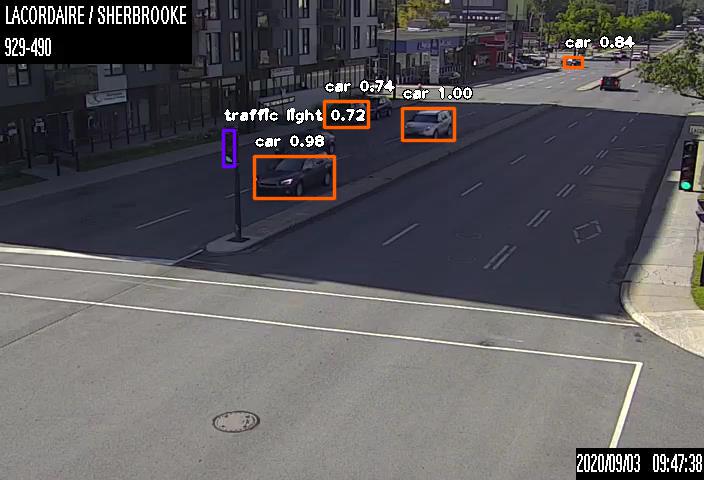 LACORDAIRE / SHERBROOKE
929-490
car 0.84
car 0.74
car 1.00
traffic light 0.72
car 0.98
2020/09/03 09:47:38